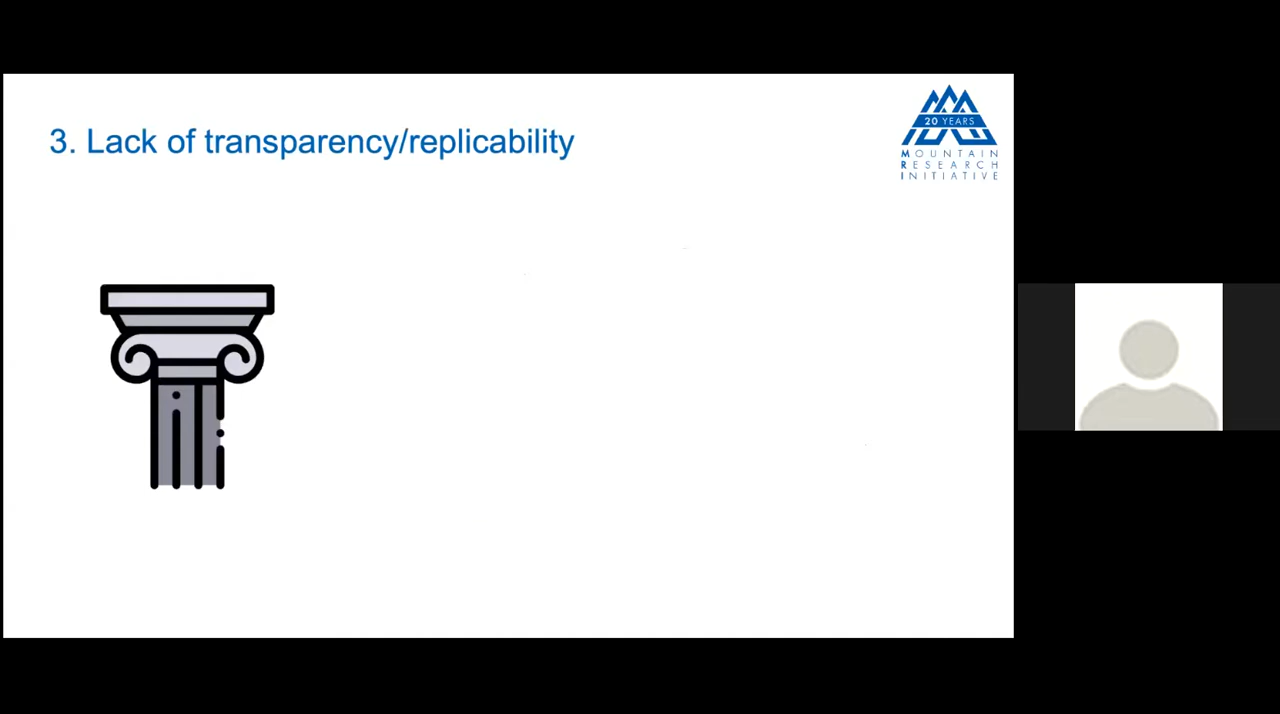 3. Lack of transparency/replicability
20 YEARS
MOUNTAIN
RESEARCH
INITIATIVE